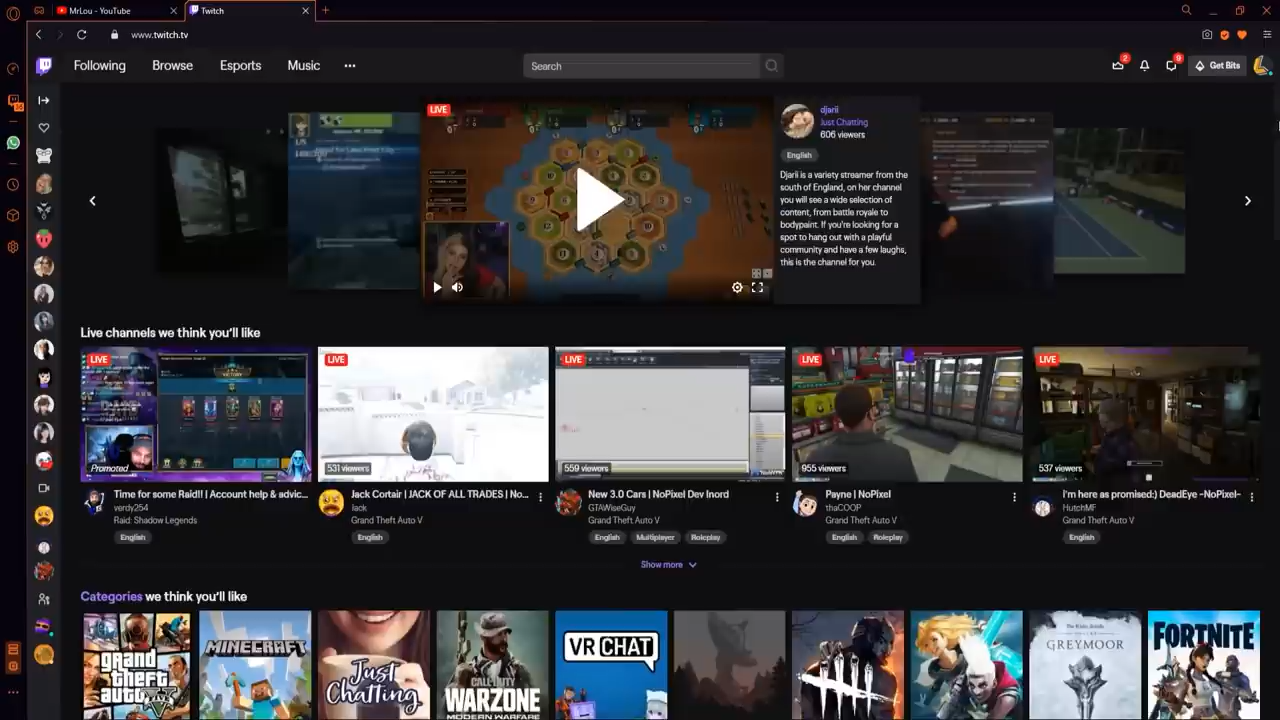 MrLou - YouTube
Twitch
www.twitch.tv
Following
Browse
Esports
Music
Search
2
9
Get Bits
LIVE
djarii
Just Chatting
606 viewers
English
Djarii is a variety streamer from the
south of England, on her channel
you will see a wide selection of
content, from battle royale to
bodypaint. If you're looking for a
spot to hang out with a playful
community and have a few laughs,
this is the channel for you.
Live channels we think you'll like
LIVE
VICTORY
Promoted
Time for some Raid!! | Account help & advic...
verdy254
Raid: Shadow Legends
English
LIVE
531 viewers
Jack Cortair | JACK OF ALL TRADES | No...
Jack
Grand Theft Auto V
English
LIVE
559 viewers
New 3.0 Cars | NoPixel Dev Inord
GTAWiseGuy
Grand Theft Auto V
English
Multiplayer
Roleplay
LIVE
955 viewers
Payne | NoPixel
thaCOOP
Grand Theft Auto V
English
Roleplay
LIVE
537 viewers
I'm here as promised:) DeadEye -NoPixel-
HutchMF
Grand Theft Auto V
English
Show more
Categories we think you'll like
grand
theft
auto
V
MINECRAFT
Just
Chatting
CALL OF DUTY
WARZONE
MODERN WARFARE
VRCHAT
The Elder Scrolls
GREYMOOR
FORTNITE